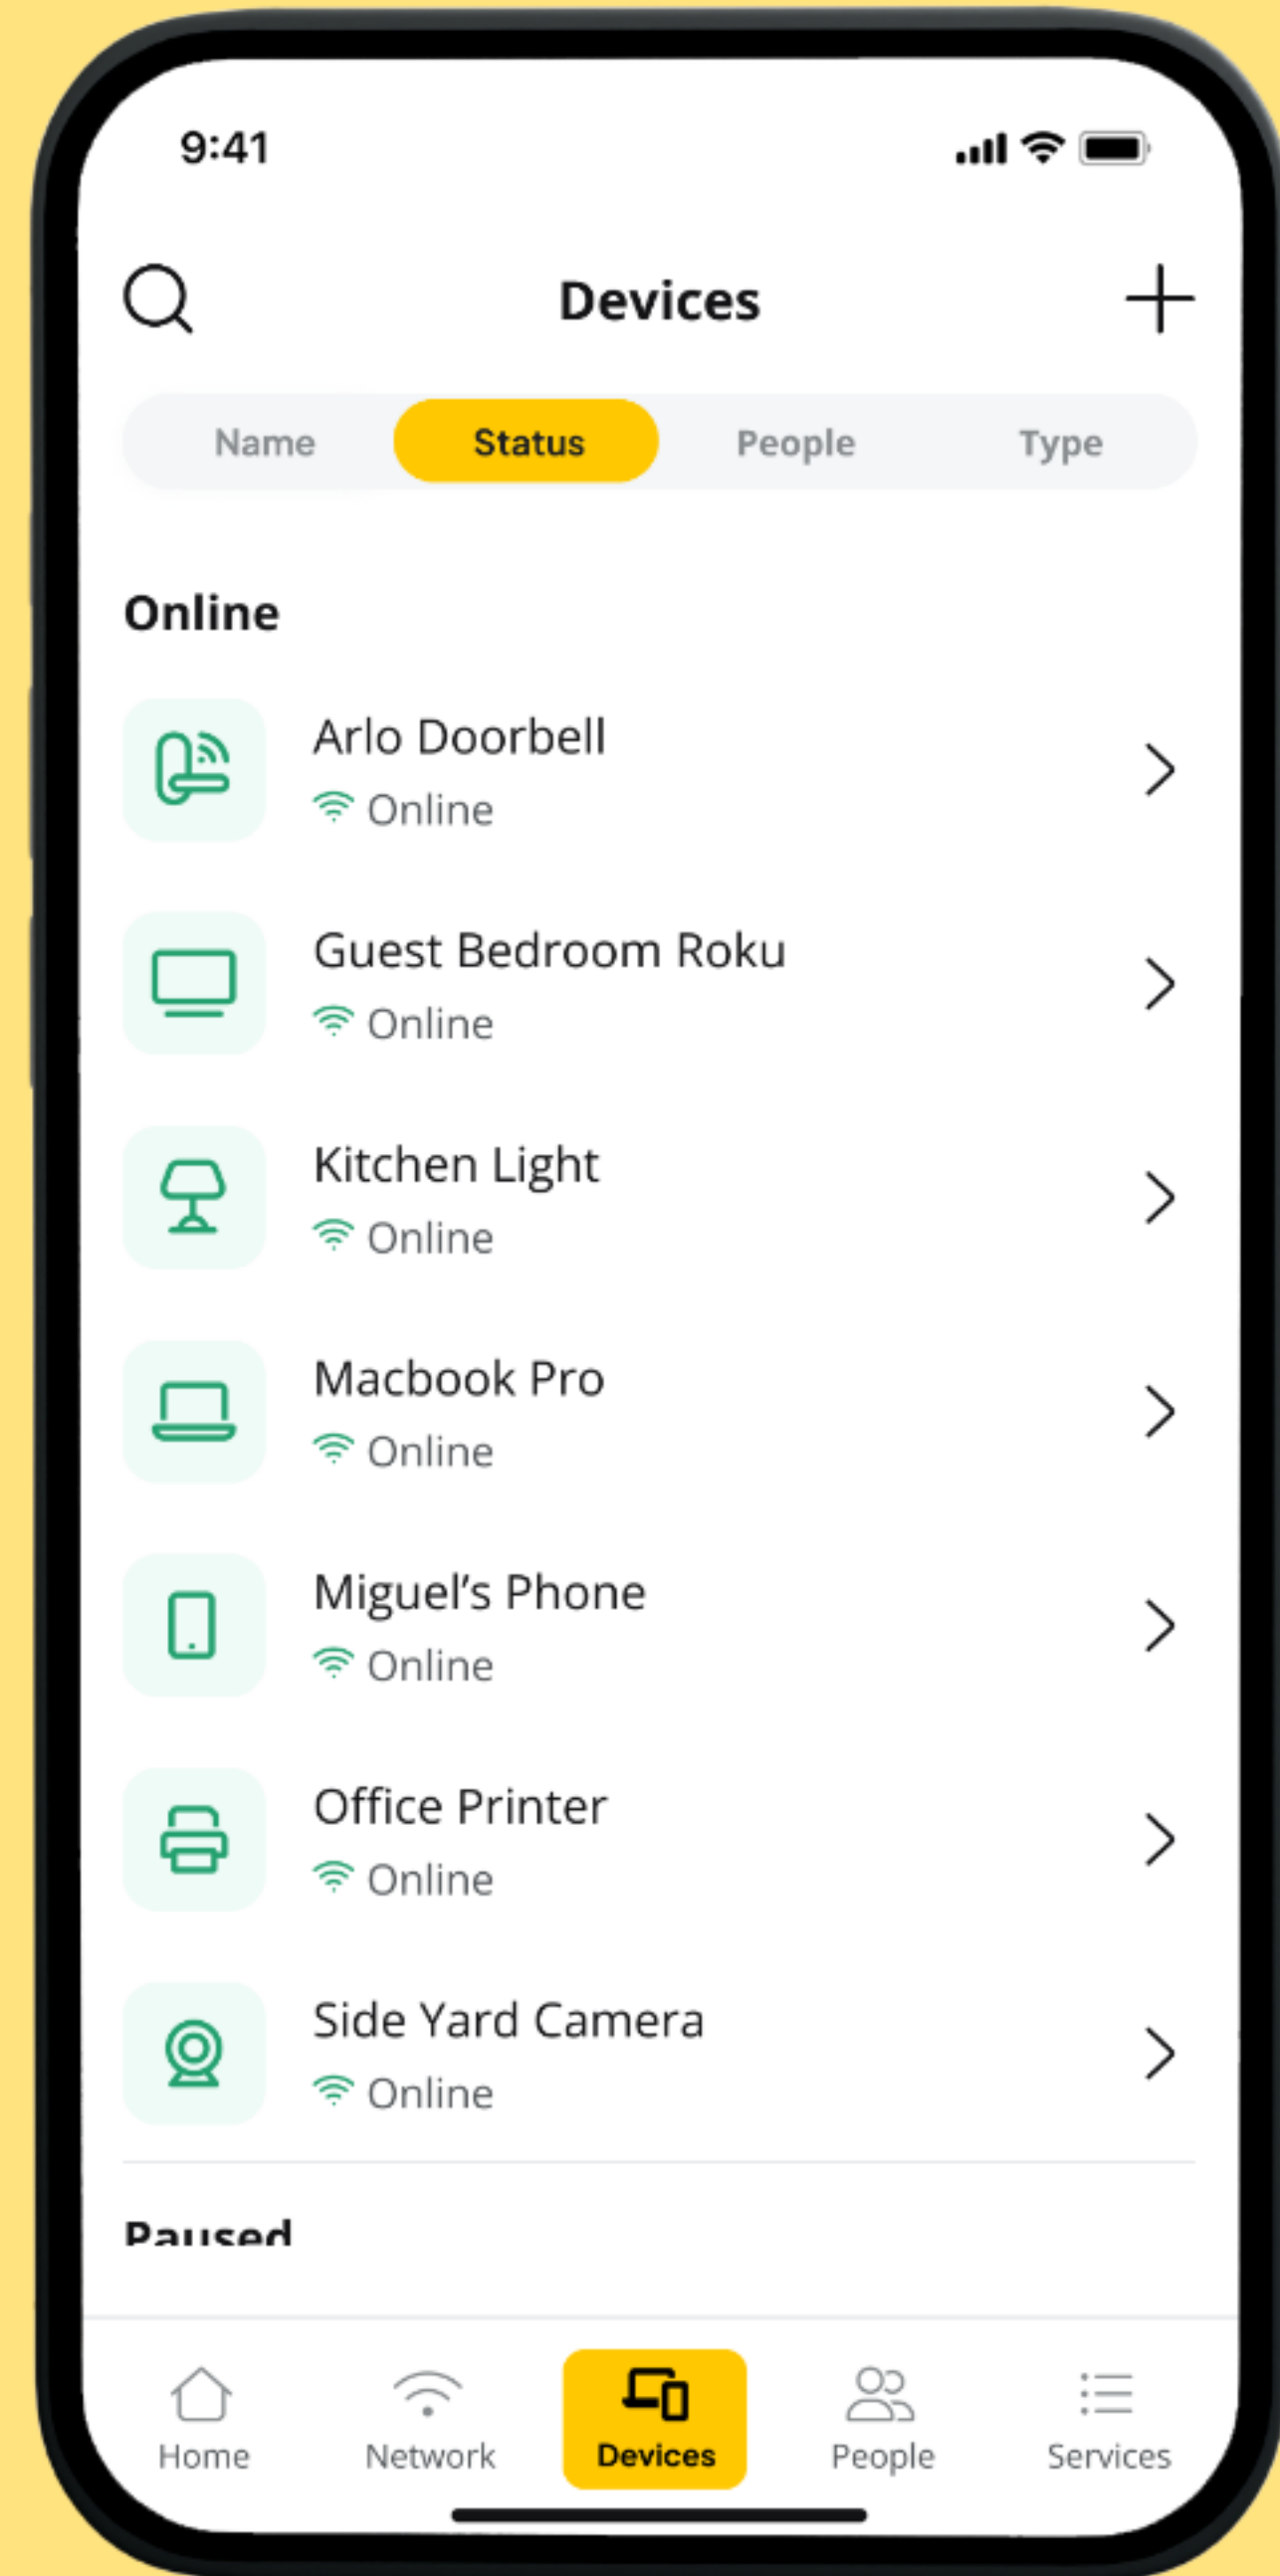 9:41
Devices
Name Status People Type
Online
Arlo Doorbell
Online
Guest Bedroom Roku
Online
Kitchen Light
Online
Macbook Pro
Online
Miguel’s Phone
Online
Office Printer
Online
Side Yard Camera
Online
Paused
Home Network Devices People Services